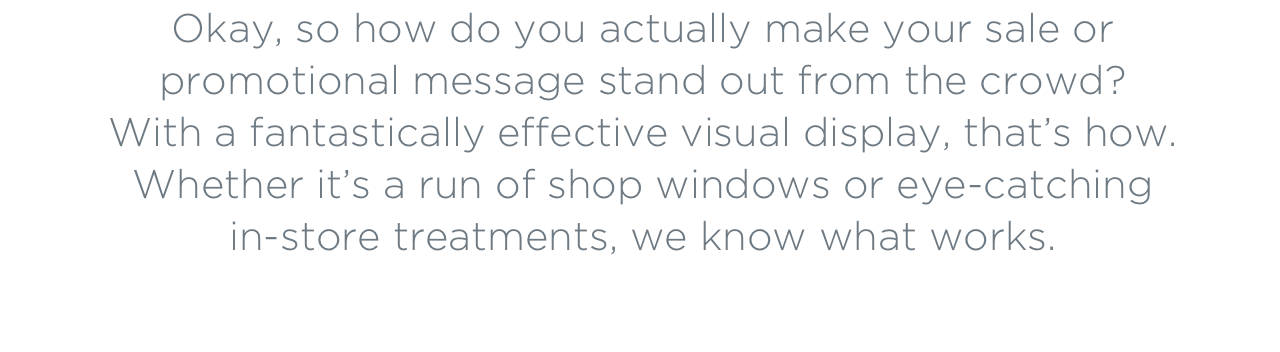 Okay, so how do you actually make your sale or
promotional message stand out from the crowd?
With a fantastically effective visual display, that’s how.
Whether it’s a run of shop windows or eye-catching
in-store treatments, we know what works.